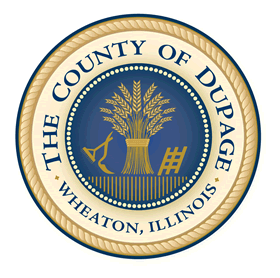 THE COUNTY OF DUPAGE
WHEATON, ILLINOIS